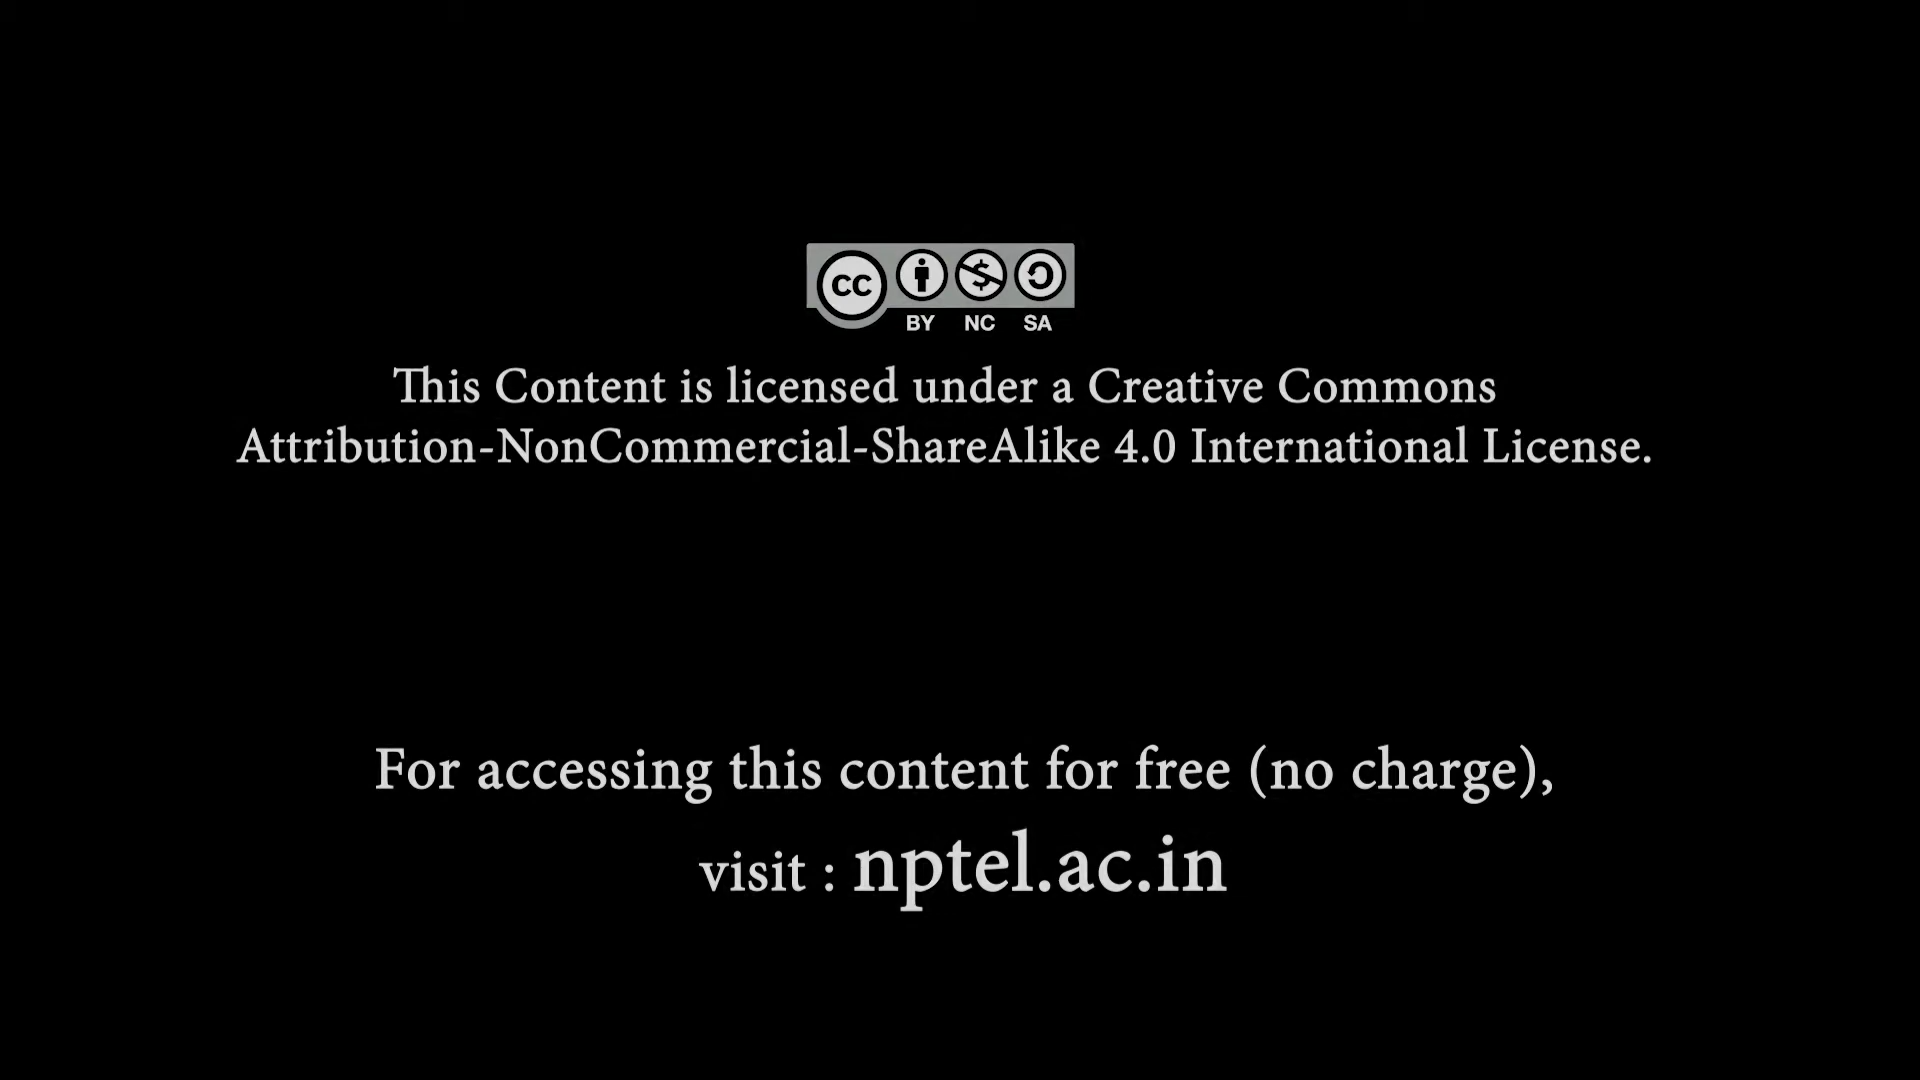 cc
BY NC SA
This Content is licensed under a Creative Commons
Attribution-NonCommercial-ShareAlike 4.0 International License.
For accessing this content for free (no charge),
visit : nptel.ac.in